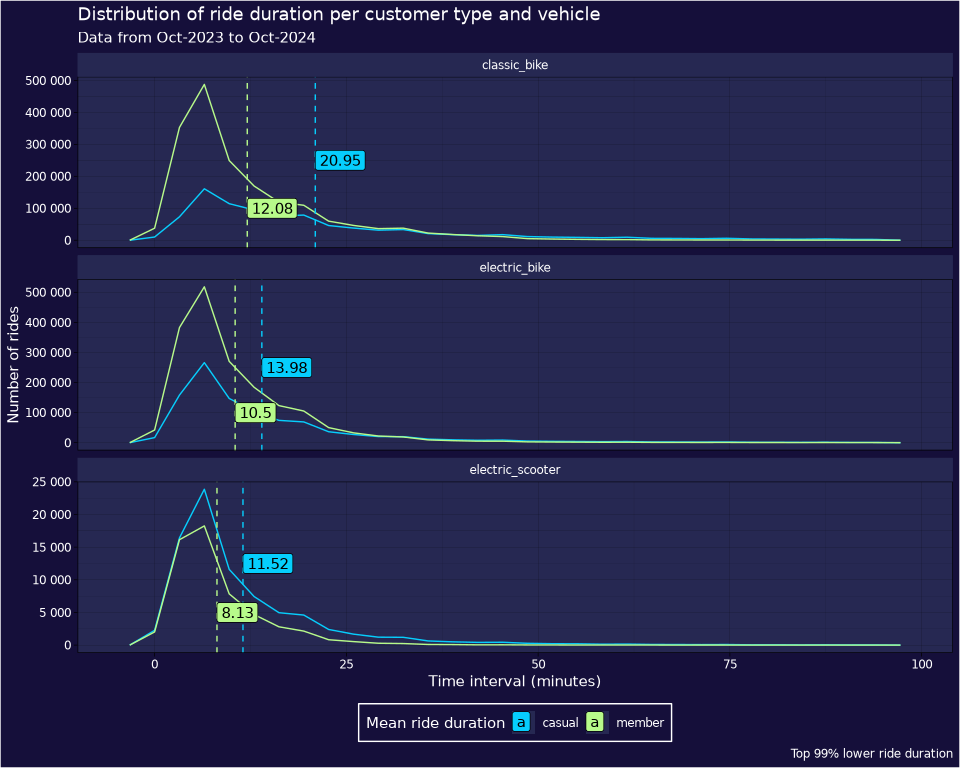 Distribution of ride duration per customer type and vehicle
Data from Oct-2023 to Oct-2024
classic_bike
500 000
400 000
300 000
200 000
100 000
0
20.95
12.08
electric_bike
500 000
400 000
300 000
200 000
100 000
0
13.98
10.5
electric_scooter
25 000
20 000
15 000
10 000
5 000
0
11.52
8.13
Number of rides
0 25 50 75 100
Time interval (minutes)
Mean ride duration a casual a member
Top 99% lower ride duration